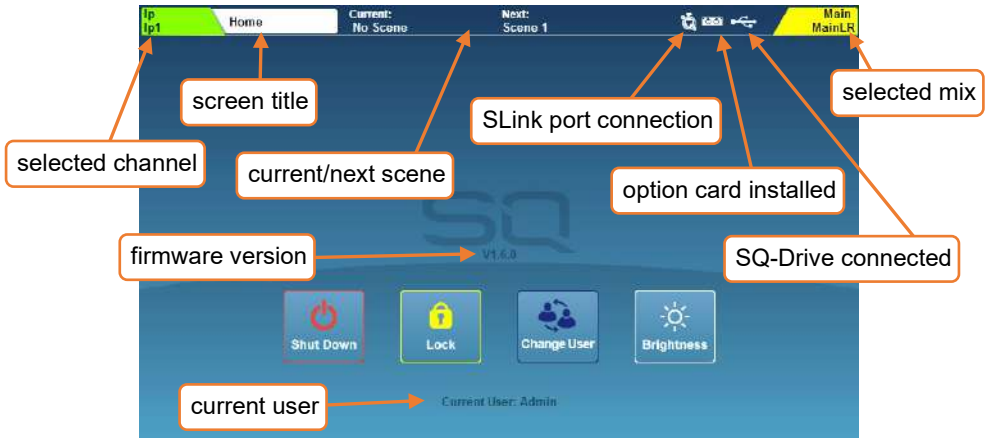 Ip
Ip1
Home
Current:
No Scene
Next:
Scene 1
Main
MainLR
screen title
SLink port connection
selected mix
selected channel
current/next scene
option card installed
SQ
firmware version
V1.6.0
SQ-Drive connected
Shut Down
Lock
Change User
Brightness
current user
Current User: Admin